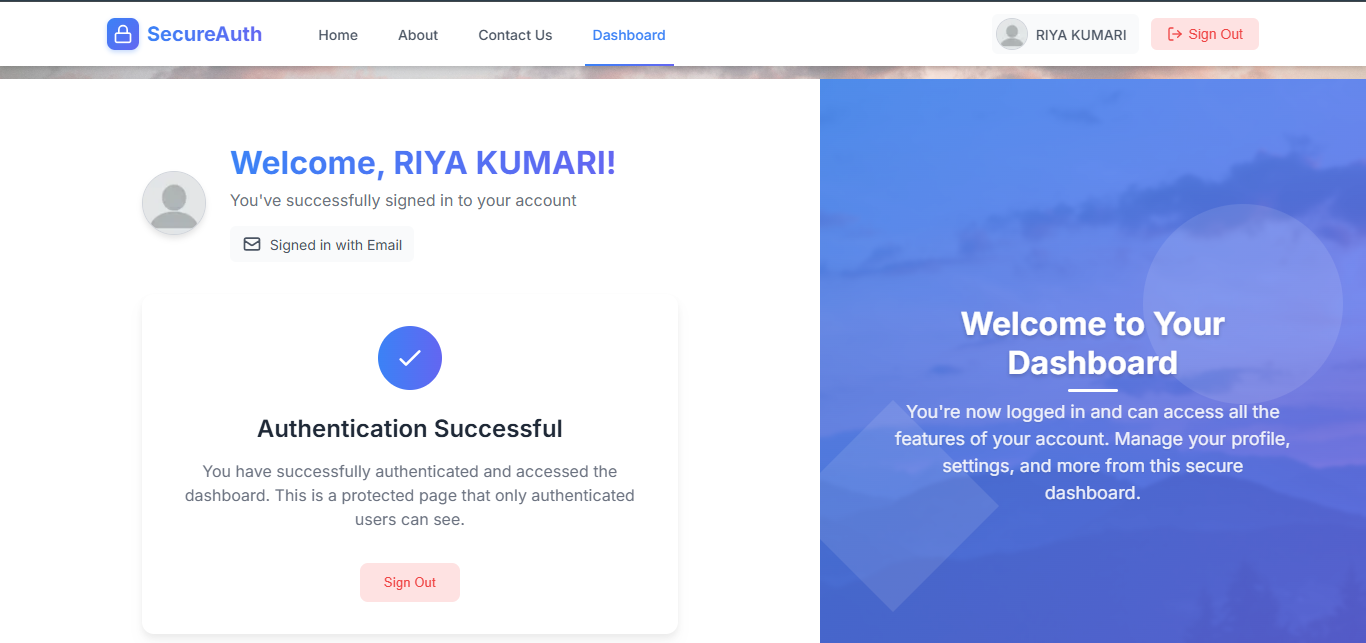 SecureAuth
Home
About
Contact Us
Dashboard
RIYA KUMARI
Sign Out
Welcome, RIYA KUMARI!
You've successfully signed in to your account
Signed in with Email
Authentication Successful
You have successfully authenticated and accessed the
dashboard. This is a protected page that only authenticated
users can see.
Sign Out
Welcome to Your
Dashboard
You're now logged in and can access all the
features of your account. Manage your profile,
settings, and more from this secure
dashboard.